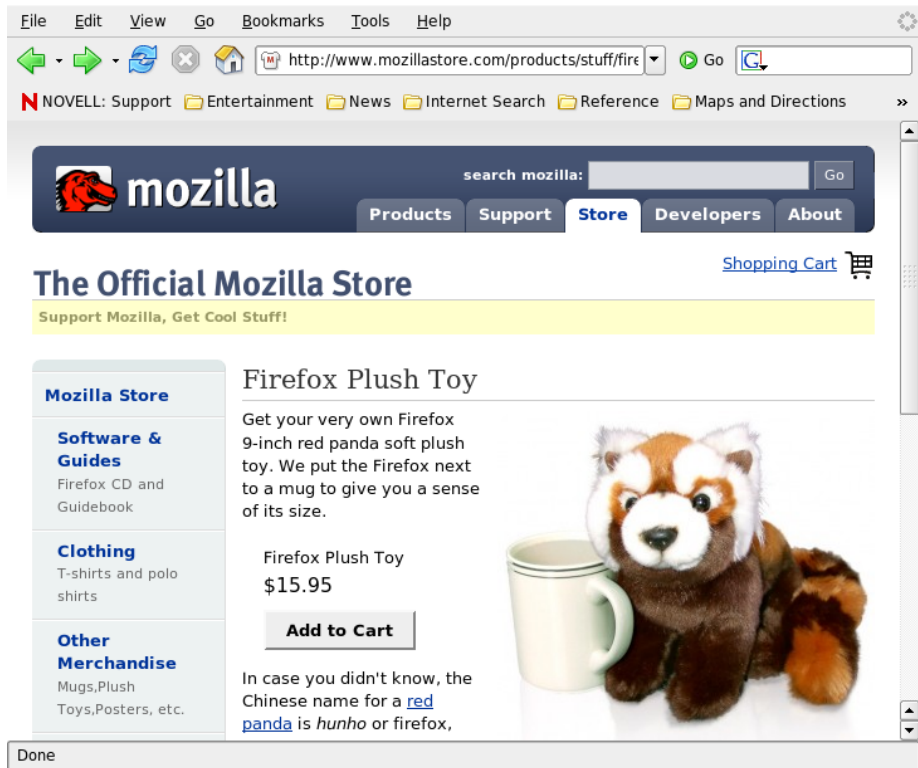 File Edit View Go Bookmarks Tools Help
http://www.mozillastore.com/products/stuff/fire Go G
N NOVELL: Support Entertainment News Internet Search Reference Maps and Directions »
mozilla
search mozilla: Go
Products Support Store Developers About
The Official Mozilla Store
Shopping Cart
Support Mozilla, Get Cool Stuff!
Mozilla Store
Software &
Guides
Firefox CD and
Guidebook
Clothing
T-shirts and polo
shirts
Other
Merchandise
Mugs,Plush
Toys,Posters, etc.
Firefox Plush Toy
Get your very own Firefox
9-inch red panda soft plush
toy. We put the Firefox next
to a mug to give you a sense
of its size.
Firefox Plush Toy
$15.95
Add to Cart
In case you didn't know, the
Chinese name for a red
panda is hunho or firefox,
Done